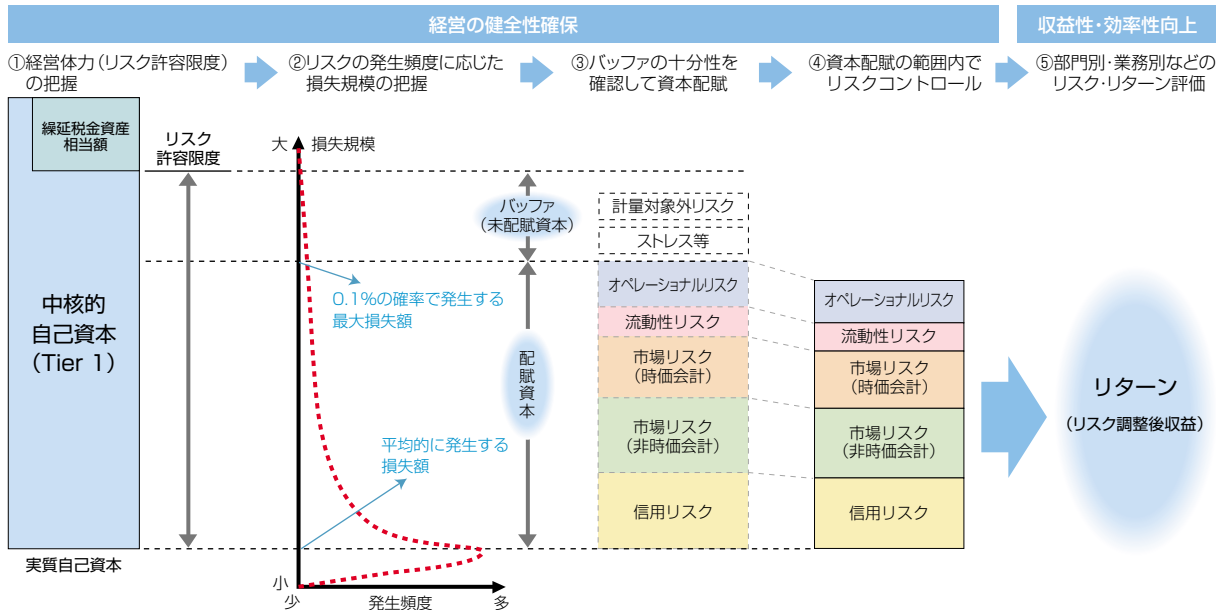 経営の健全性確保
収益性・効率性向上
①経営体力（リスク許容限度）
の把握
②リスクの発生頻度に応じた
損失規模の把握
③バッファの十分性を
確認して資本配賦
④資本配賦の範囲内で
リスクコントロール
⑤部門別・業務別などの
リスク・リターン評価
繰延税金資産
相当額
リスク
許容限度
中核的
自己資本
（Tier 1）
実質自己資本
大
損失規模
0.1%の確率で発生する
最大損失額
平均的に発生する
損失額
小
少
発生頻度
多
バッファ
（未配賦資本）
配賦資本
計量対象外リスク
ストレス等
オペレーショナルリスク
流動性リスク
市場リスク
（時価会計）
市場リスク
（非時価会計）
信用リスク
オペレーショナルリスク
流動性リスク
市場リスク
（時価会計）
市場リスク
（非時価会計）
信用リスク
リターン
（リスク調整後収益）